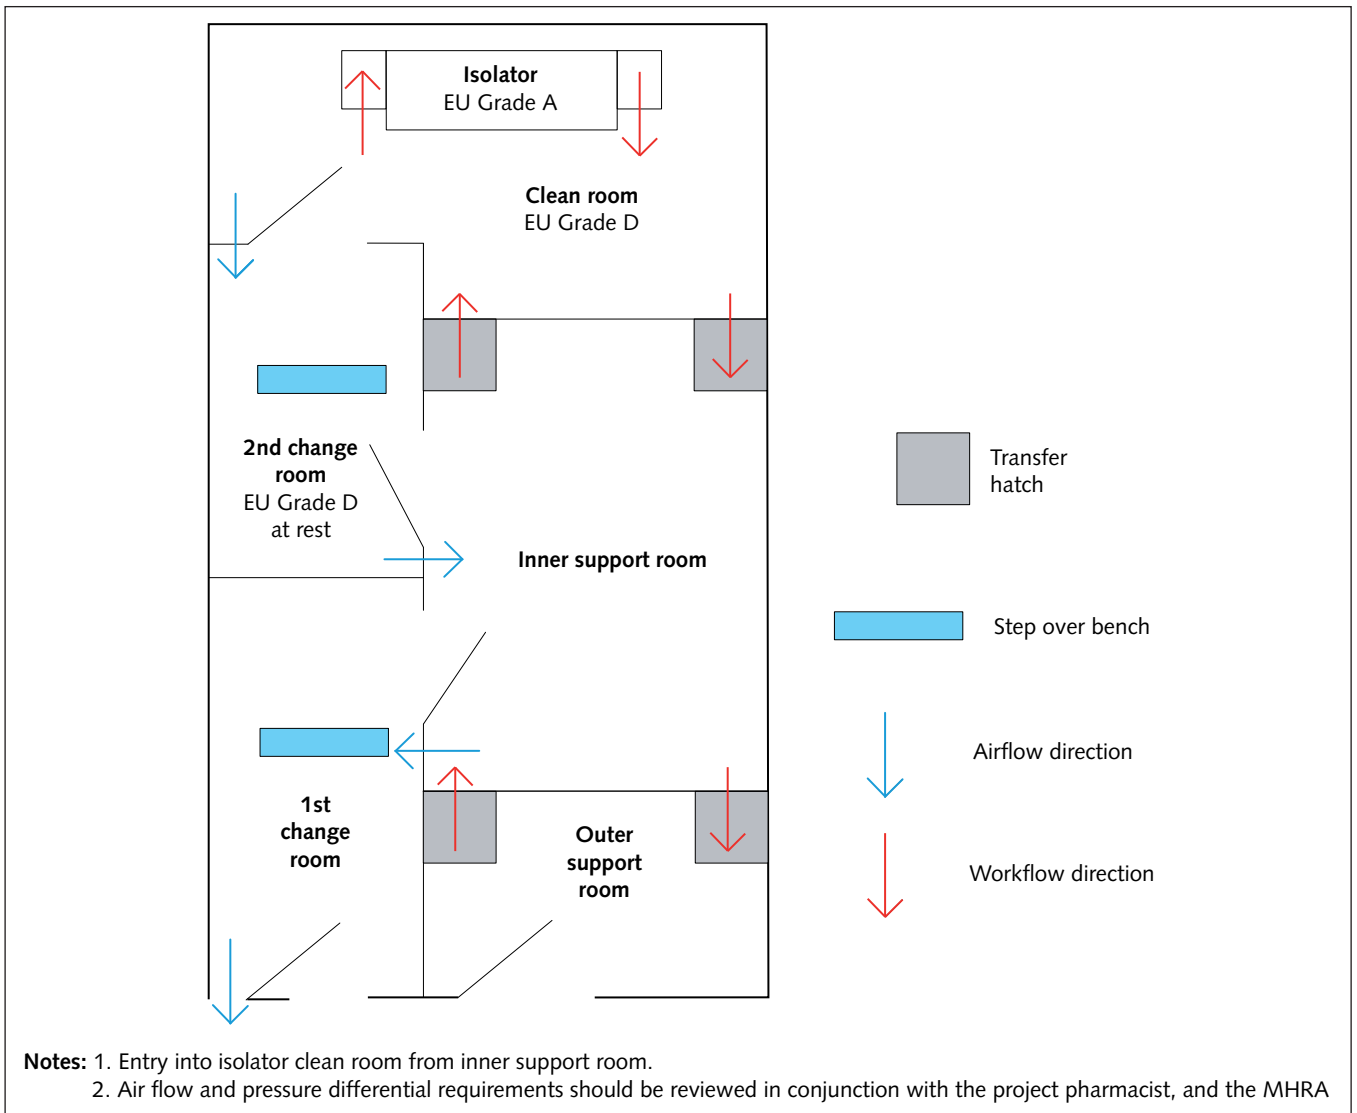 Isolator
EU Grade A
Clean room
EU Grade D
2nd change
room
EU Grade D
at rest
Inner support room
1st
change
room
Outer
support
room
Transfer
hatch
Step over bench
Airflow direction
Workflow direction
Notes: 1. Entry into isolator clean room from inner support room.
2. Air flow and pressure differential requirements should be reviewed in conjunction with the project pharmacist, and the MHRA